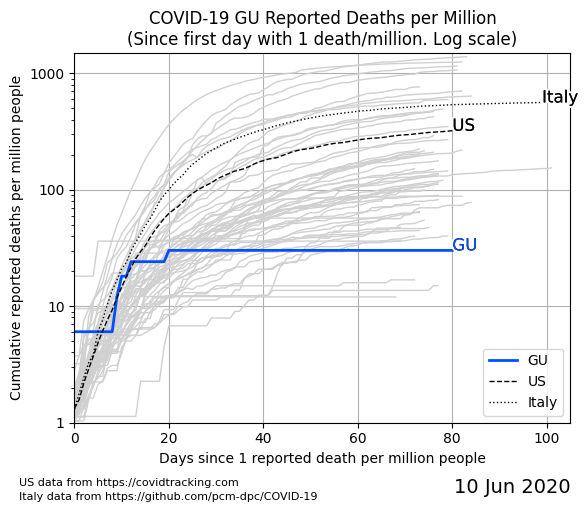 COVID-19 GU Reported Deaths per Million
(Since first day with 1 death/million. Log scale)
Cumulative reported deaths per million people
1000
100
10
1
Italy
US
GU
GU
US
Italy
0 20 40 60 80 100
Days since 1 reported death per million people
US data from https://covidtracking.com
Italy data from https://github.com/pcm-dpc/COVID-19
10 Jun 2020